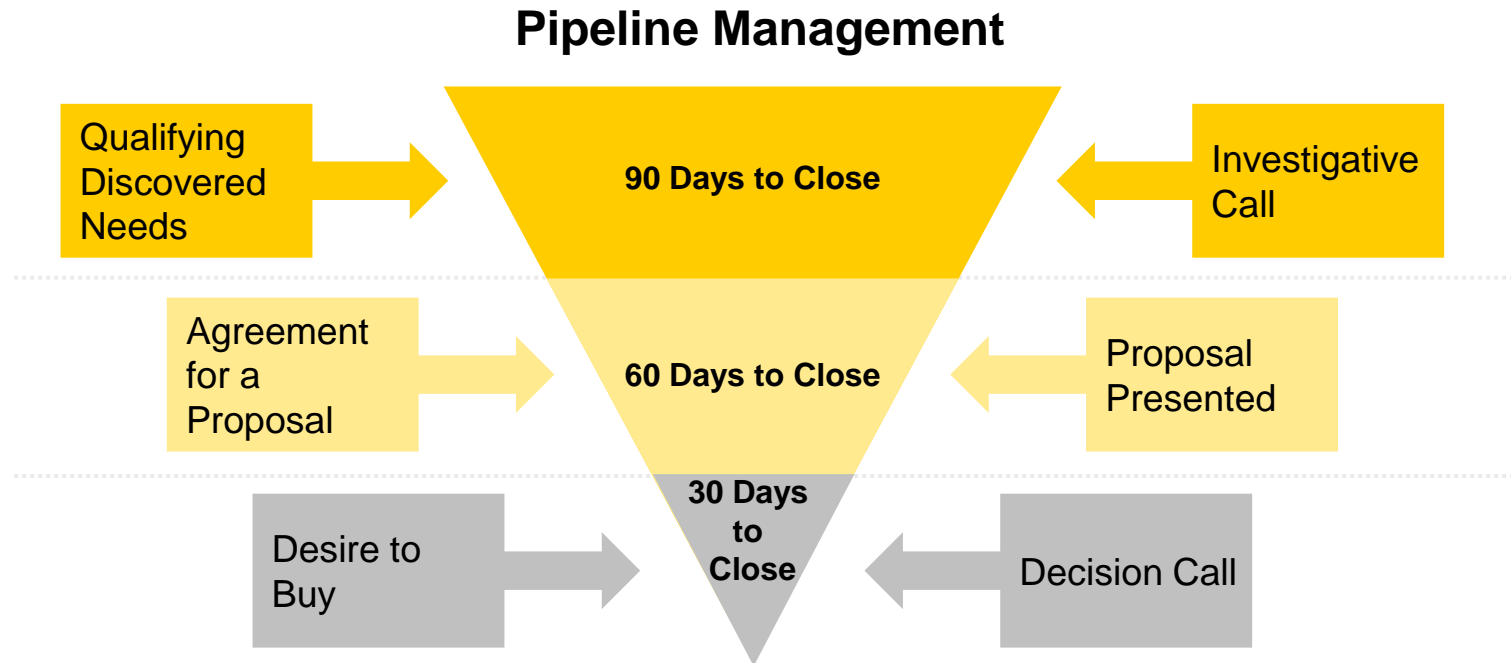 Pipeline Management
Qualifying
Discovered
Needs
90 Days to Close
Investigative
Call
Agreement
for a
Proposal
60 Days to Close
Proposal
Presented
Desire to
Buy
30 Days
to
Close
Decision Call